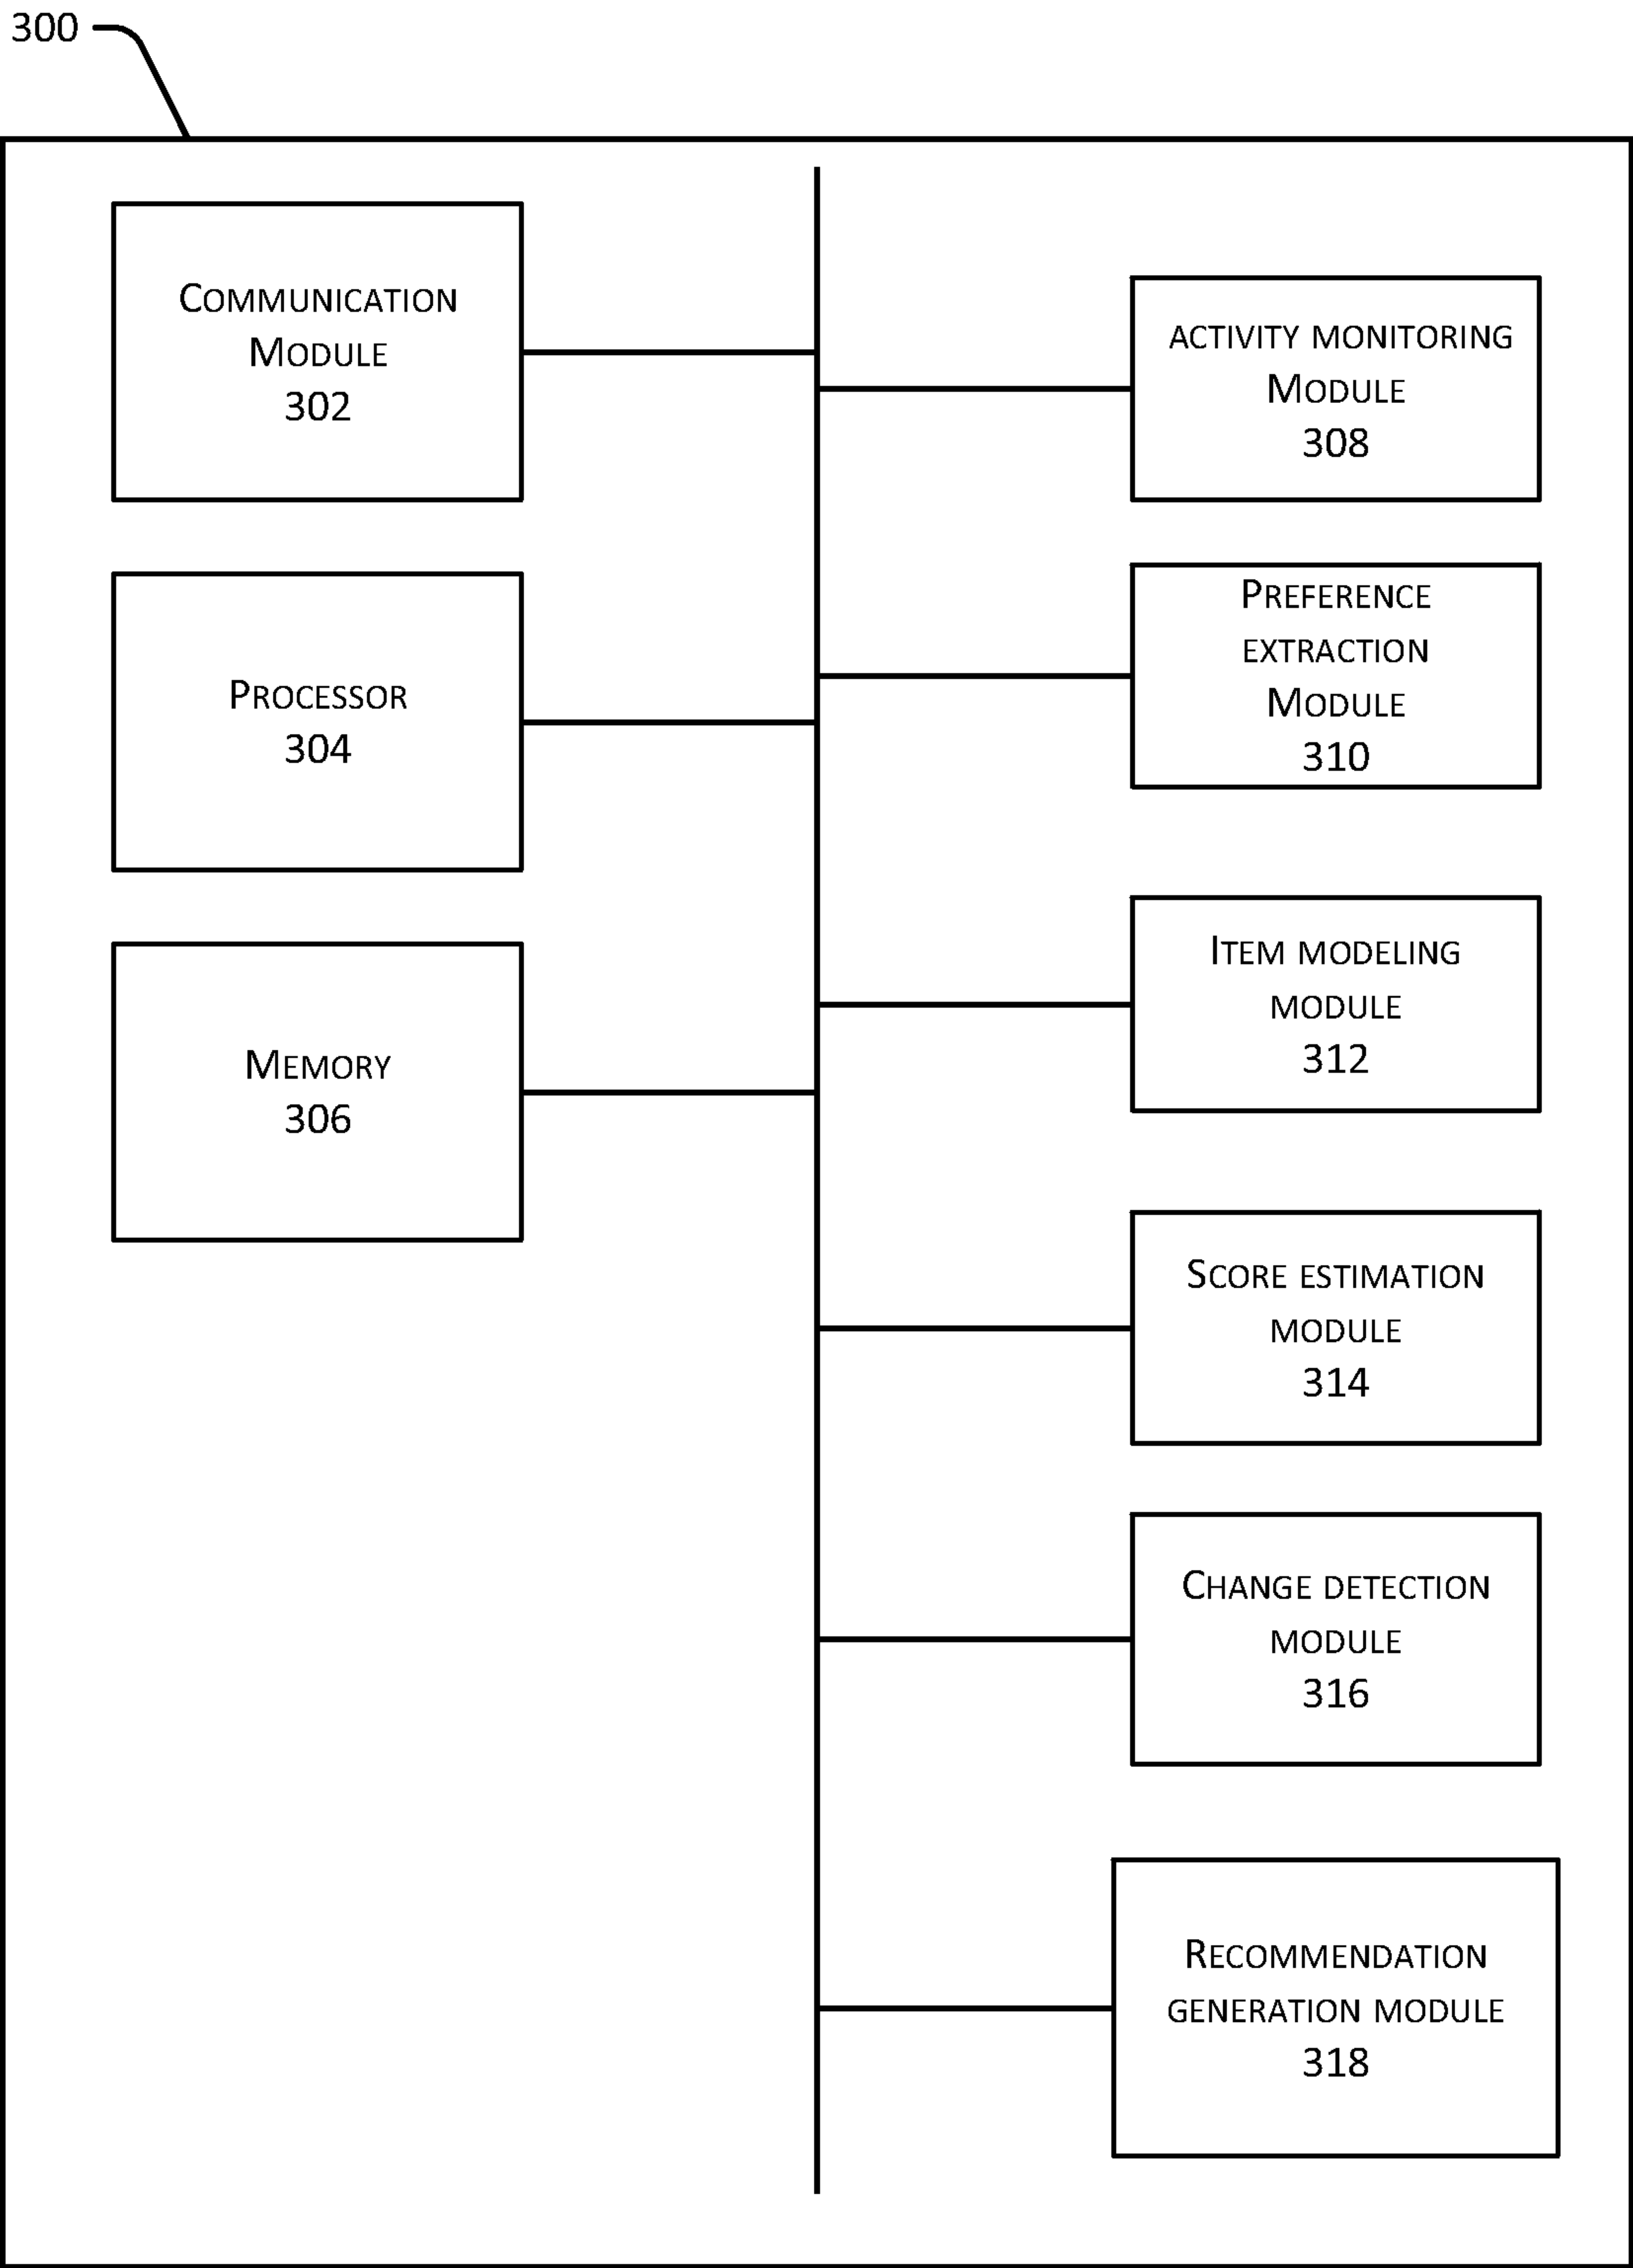 300
Communication
Module
302
Processor
304
Memory
306
activity monitoring
Module
308
Preference
extraction
Module
310
Item modeling
module
312
Score estimation
module
314
Change detection
module
316
Recommendation
generation module
318